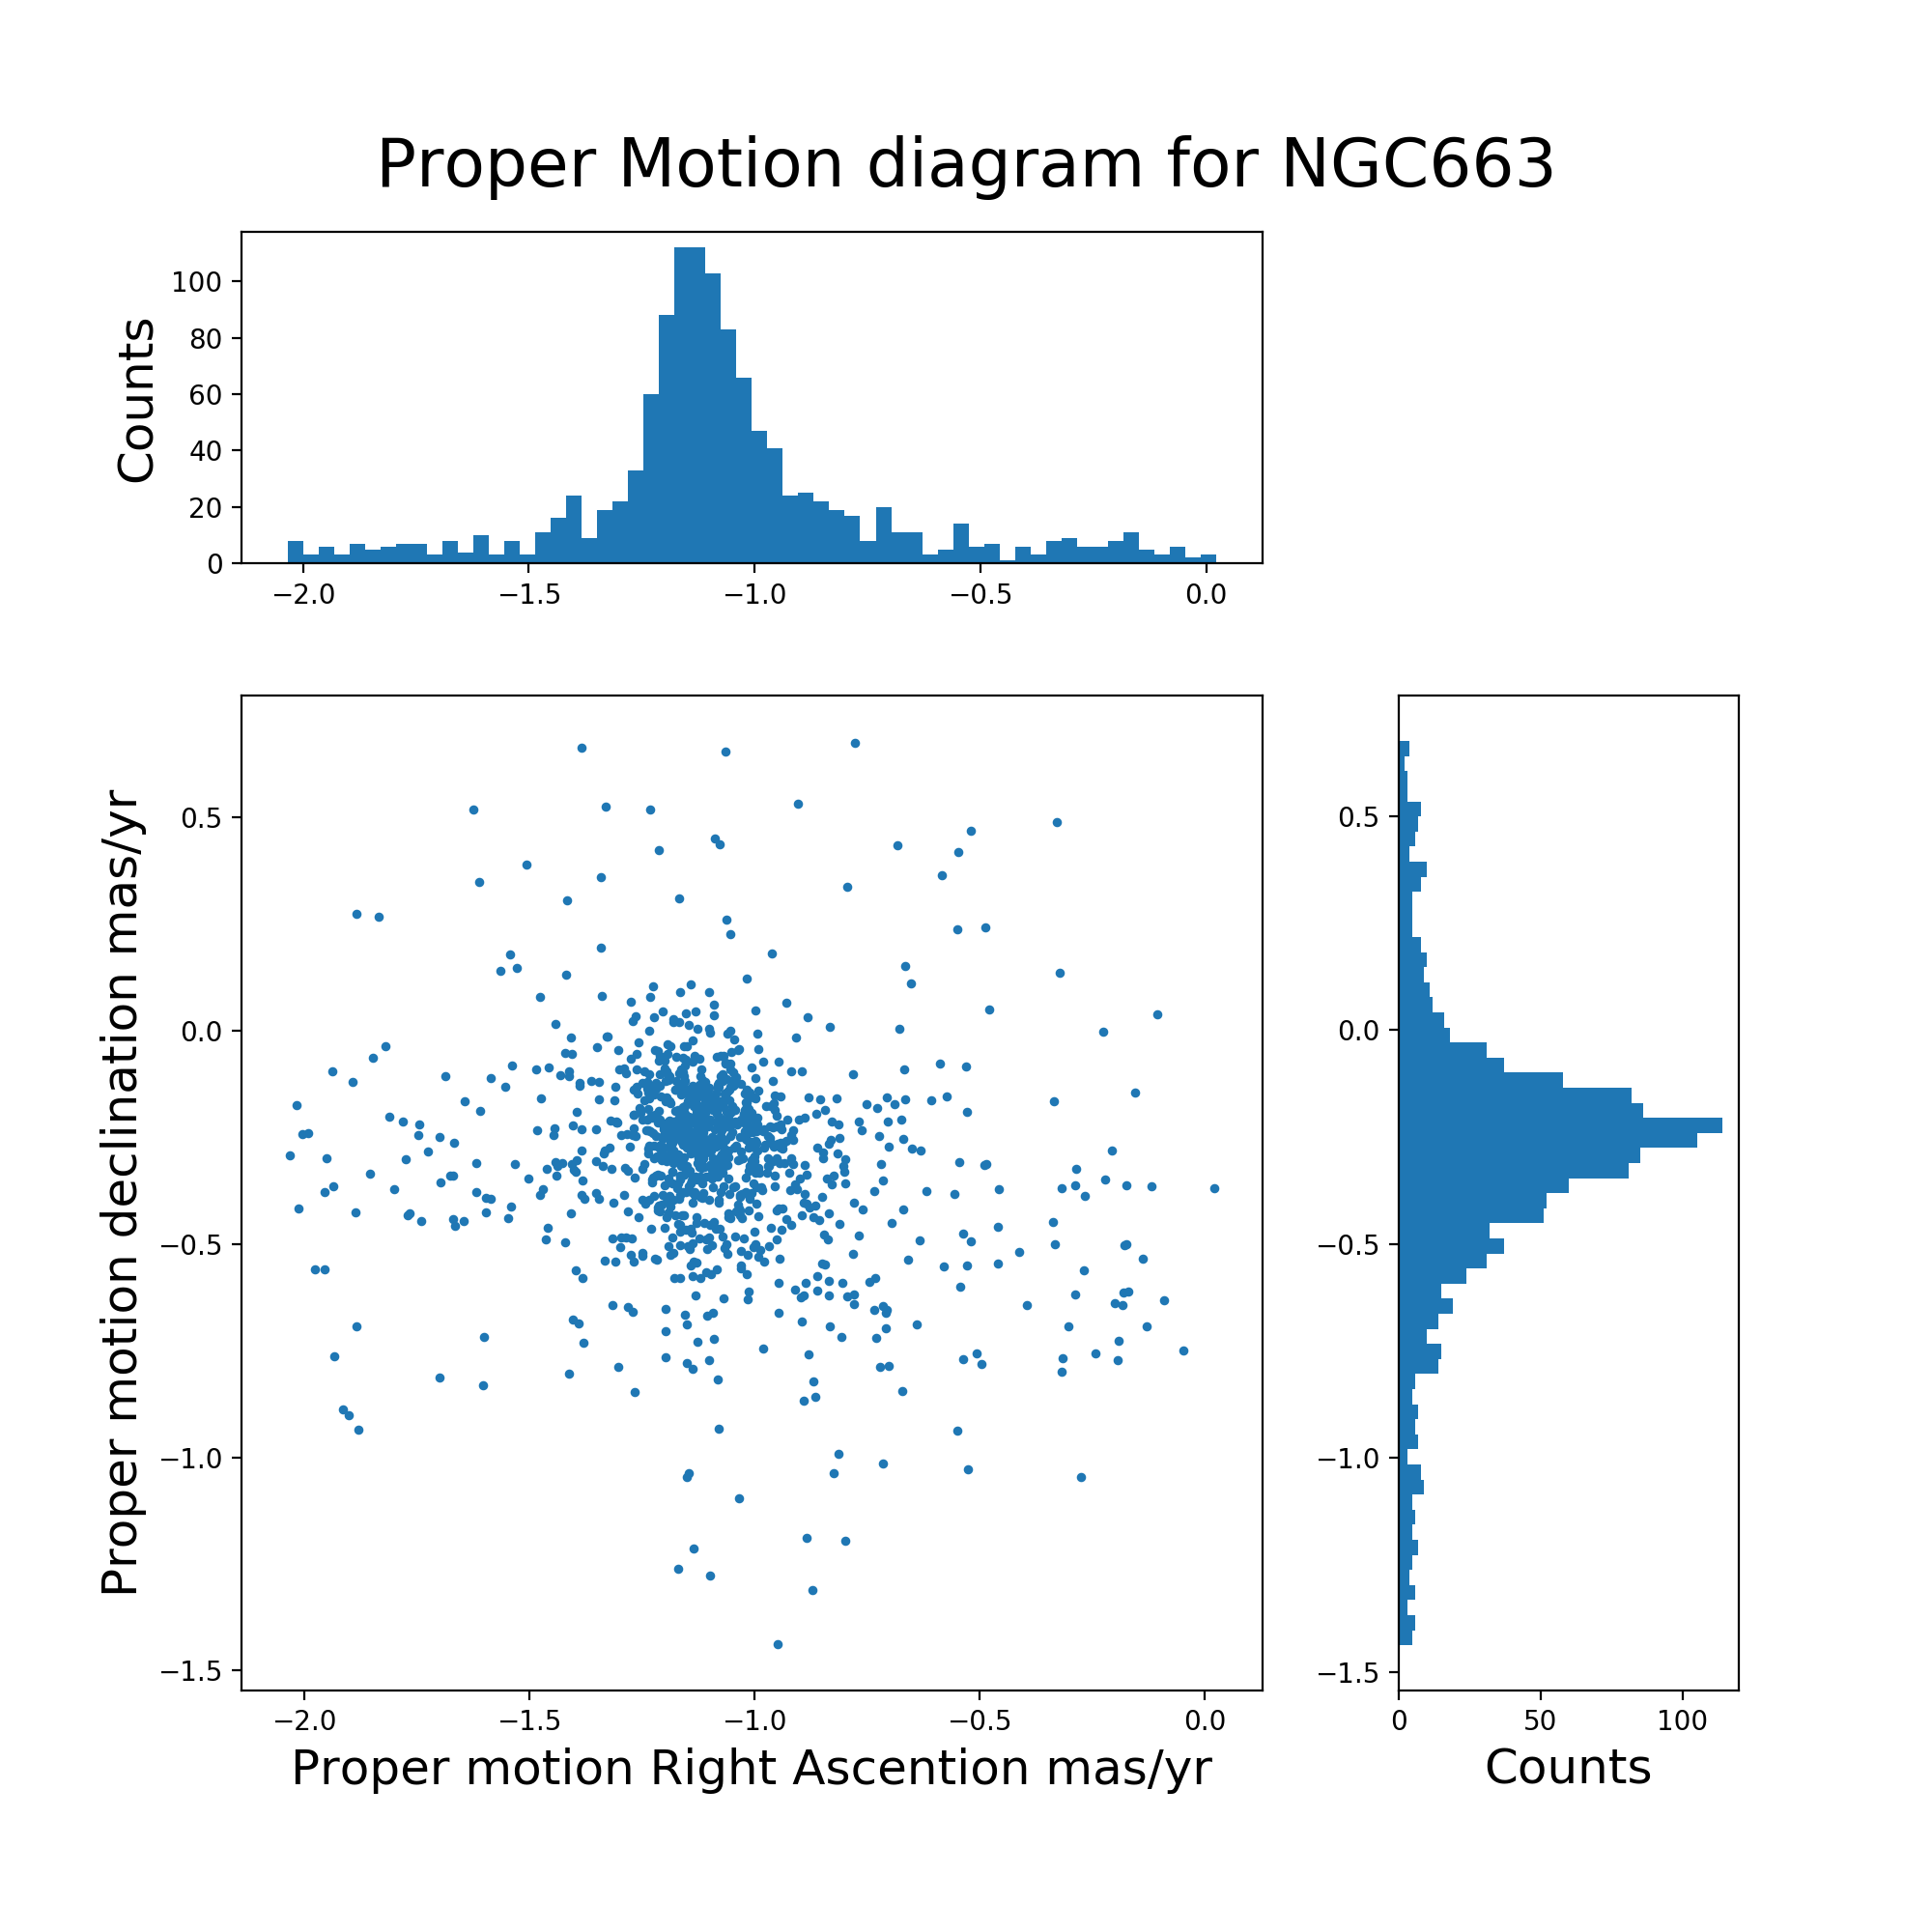 Proper Motion diagram for NGC663
Counts
100
80
60
40
20
0
−2.0 −1.5 −1.0 −0.5 0.0
Proper motion declination mas/yr
0.5
0.0
−0.5
−1.0
−1.5
−2.0 −1.5 −1.0 −0.5 0.0
Proper motion Right Ascention mas/yr
0.5
0.0
−0.5
−1.0
−1.5
0 50 100
Counts